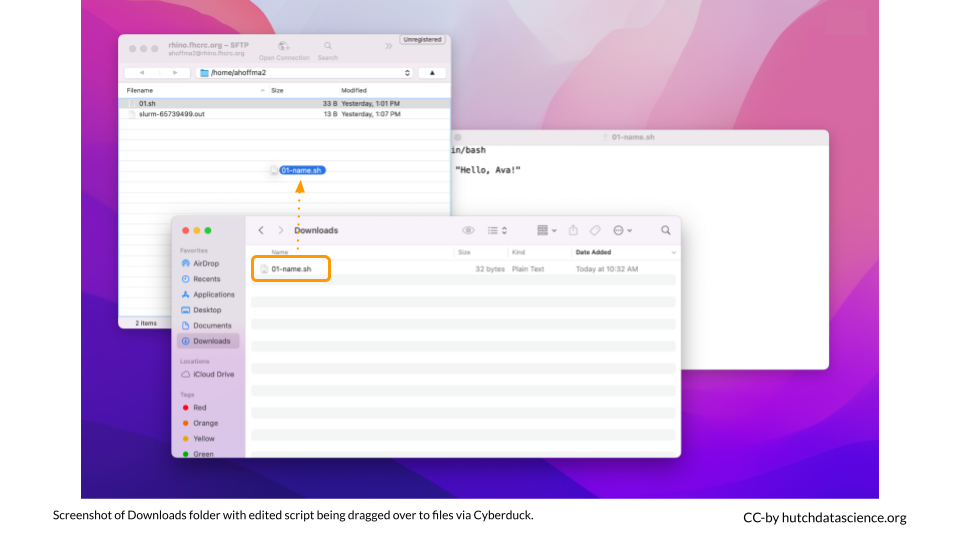 rhino.fhcrc.org – SFTP
ahoffma2@rhino.fhcrc.org
Unregistered
Open Connection
Search
/home/ahoffma2
Filename Size Modified
01.sh 33 B Yesterday, 1:01 PM
slurm-65739499.out 13 B Yesterday, 1:07 PM
01-name.sh
2 items
01-name.sh
in/bash
"Hello, Ava!"
Downloads
Favorites
AirDrop
Recents
Applications
Desktop
Documents
Downloads
Locations
iCloud Drive
Tags
Red
Orange
Yellow
Green
Name Size Kind Date Added
01-name.sh 32 bytes Plain Text Today at 10:32 AM
Screenshot of Downloads folder with edited script being dragged over to files via Cyberduck.
CC-by hutchdatascience.org